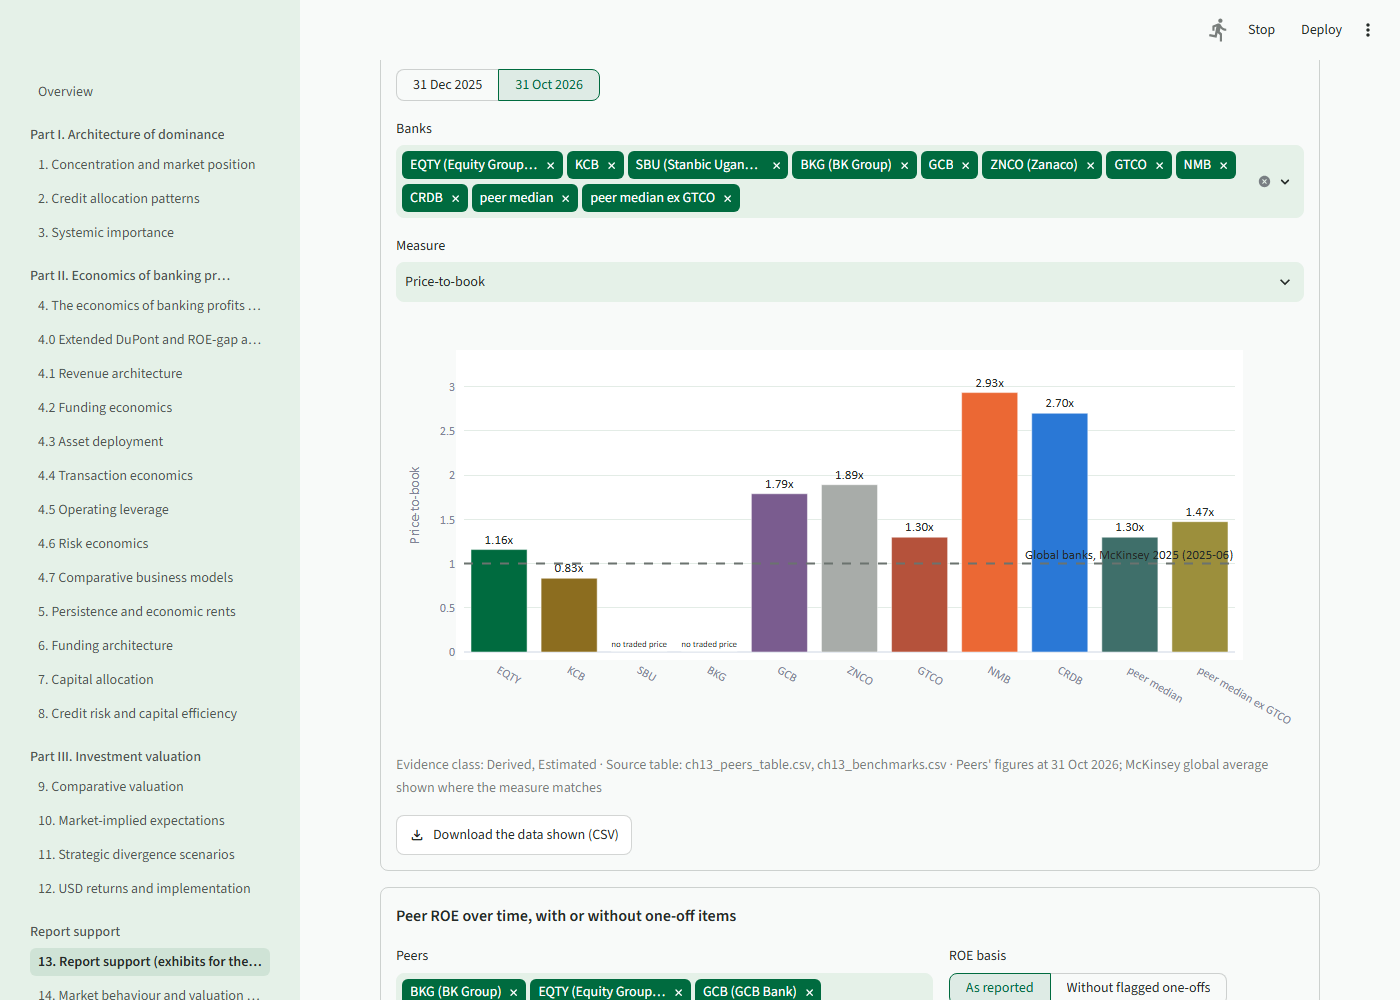 Stop
Deploy
Overview
Part I. Architecture of dominance
1. Concentration and market position
2. Credit allocation patterns
3. Systemic importance
Part II. Economics of banking pr…
4. The economics of banking profits …
4.0 Extended DuPont and ROE-gap a…
4.1 Revenue architecture
4.2 Funding economics
4.3 Asset deployment
4.4 Transaction economics
4.5 Operating leverage
4.6 Risk economics
4.7 Comparative business models
5. Persistence and economic rents
6. Funding architecture
7. Capital allocation
8. Credit risk and capital efficiency
Part III. Investment valuation
9. Comparative valuation
10. Market-implied expectations
11. Strategic divergence scenarios
12. USD returns and implementation
Report support
13. Report support (exhibits for the…
14. Market behaviour and valuation …
31 Dec 2025
31 Oct 2026
Banks
EQTY (Equity Group… × KCB × SBU (Stanbic Ugan… × BKG (BK Group) × GCB × ZNCO (Zanaco) × GTCO × NMB ×
CRDB × peer median × peer median ex GTCO ×
Measure
Price-to-book
Price-to-book
3
2.5
2
1.5
1
0.5
0
1.16x
0.83x
no traded price
no traded price
1.79x
1.89x
1.30x
2.93x
2.70x
1.30x
1.47x
Global banks, McKinsey 2025 (2025-06)
EQTY
KCB
SBU
BKG
GCB
ZNCO
GTCO
NMB
CRDB
peer median
peer median ex GTCO
Evidence class: Derived, Estimated · Source table: ch13_peers_table.csv, ch13_benchmarks.csv · Peers' figures at 31 Oct 2026; McKinsey global average
shown where the measure matches
Download the data shown (CSV)
Peer ROE over time, with or without one-off items
Peers
BKG (BK Group) × EQTY (Equity Group… × GCB (GCB Bank) ×
ROE basis
As reported
Without flagged one-offs